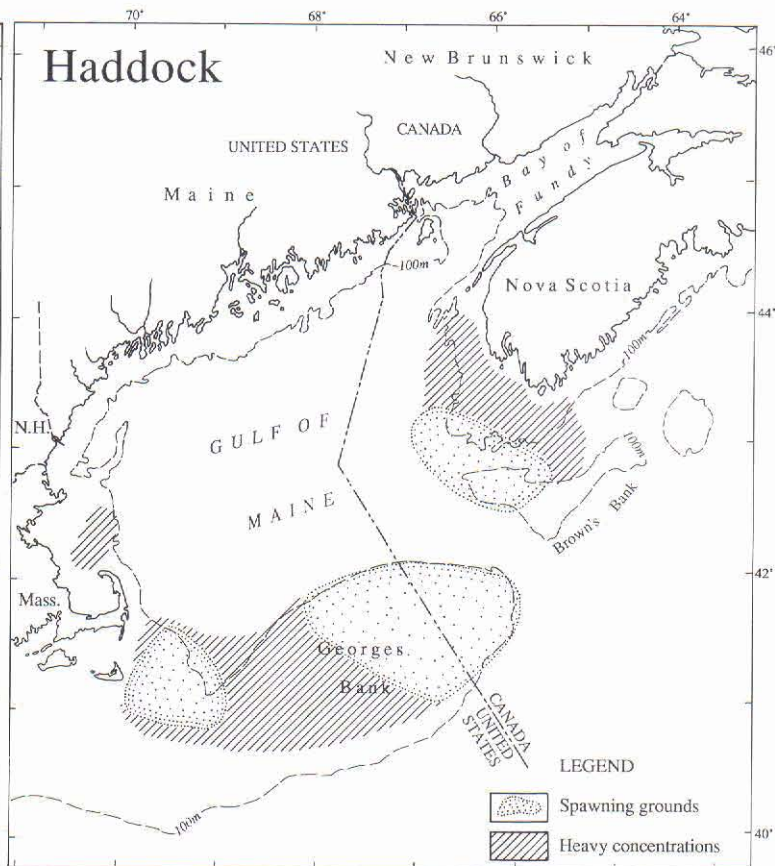 70°
68°
66°
64°
46°
Haddock
New Brunswick
CANADA
UNITED STATES
Bay of
Fundy
Maine
100m
Nova Scotia
44°
100m
N.H.
GULF OF
100m
MAINE
Brown's Bank
42°
Mass.
Georges
Bank
CANADA
UNITED
STATES
LEGEND
Spawning grounds
100m
40°
Heavy concentrations